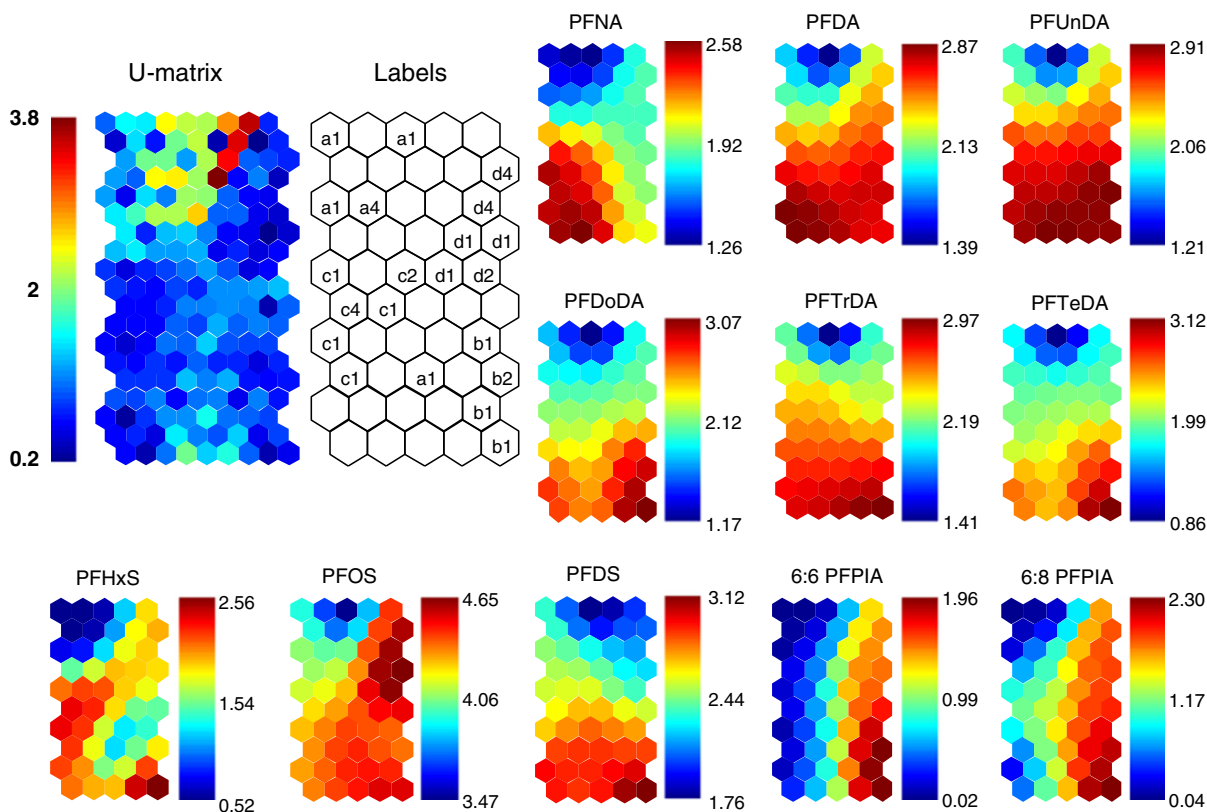 U-matrix
3.8
2
0.2
Labels
a1 a1
d4
a1 a4 d4
d1 d1
c1 c2 d1 d2
c4 c1
c1 b1
c1 a1 b2
b1
b1
PFNA
2.58
1.92
1.26
PFDA
2.87
2.13
1.39
PFUnDA
2.91
2.06
1.21
PFDoDA
3.07
2.12
1.17
PFTrDA
2.97
2.19
1.41
PFTeDA
3.12
1.99
0.86
PFHxS
2.56
1.54
0.52
PFOS
4.65
4.06
3.47
PFDS
3.12
2.44
1.76
6:6 PFPIA
1.96
0.99
0.02
6:8 PFPIA
2.30
1.17
0.04